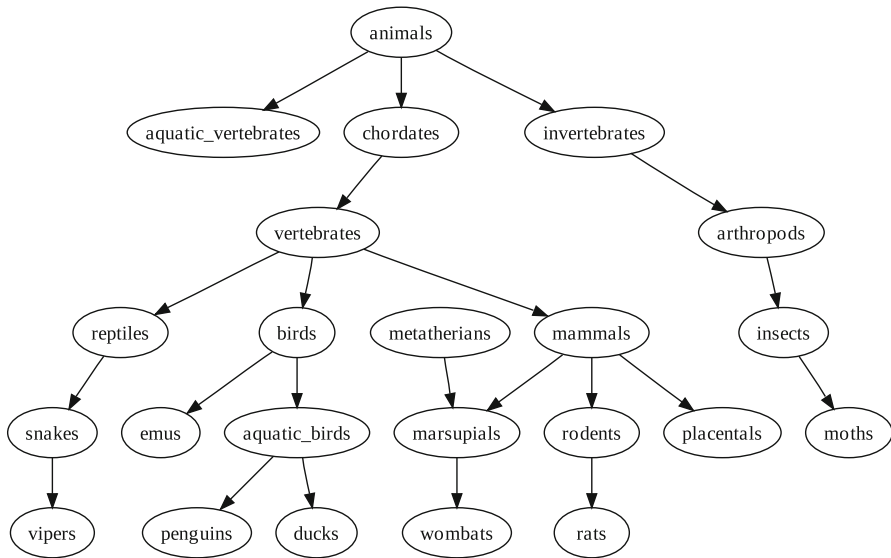 animals
aquatic_vertebrates
chordates
invertebrates
vertebrates
arthropods
reptiles
birds
metatherians
mammals
insects
snakes
emus
aquatic_birds
marsupials
rodents
placentals
moths
vipers
penguins
ducks
wombats
rats